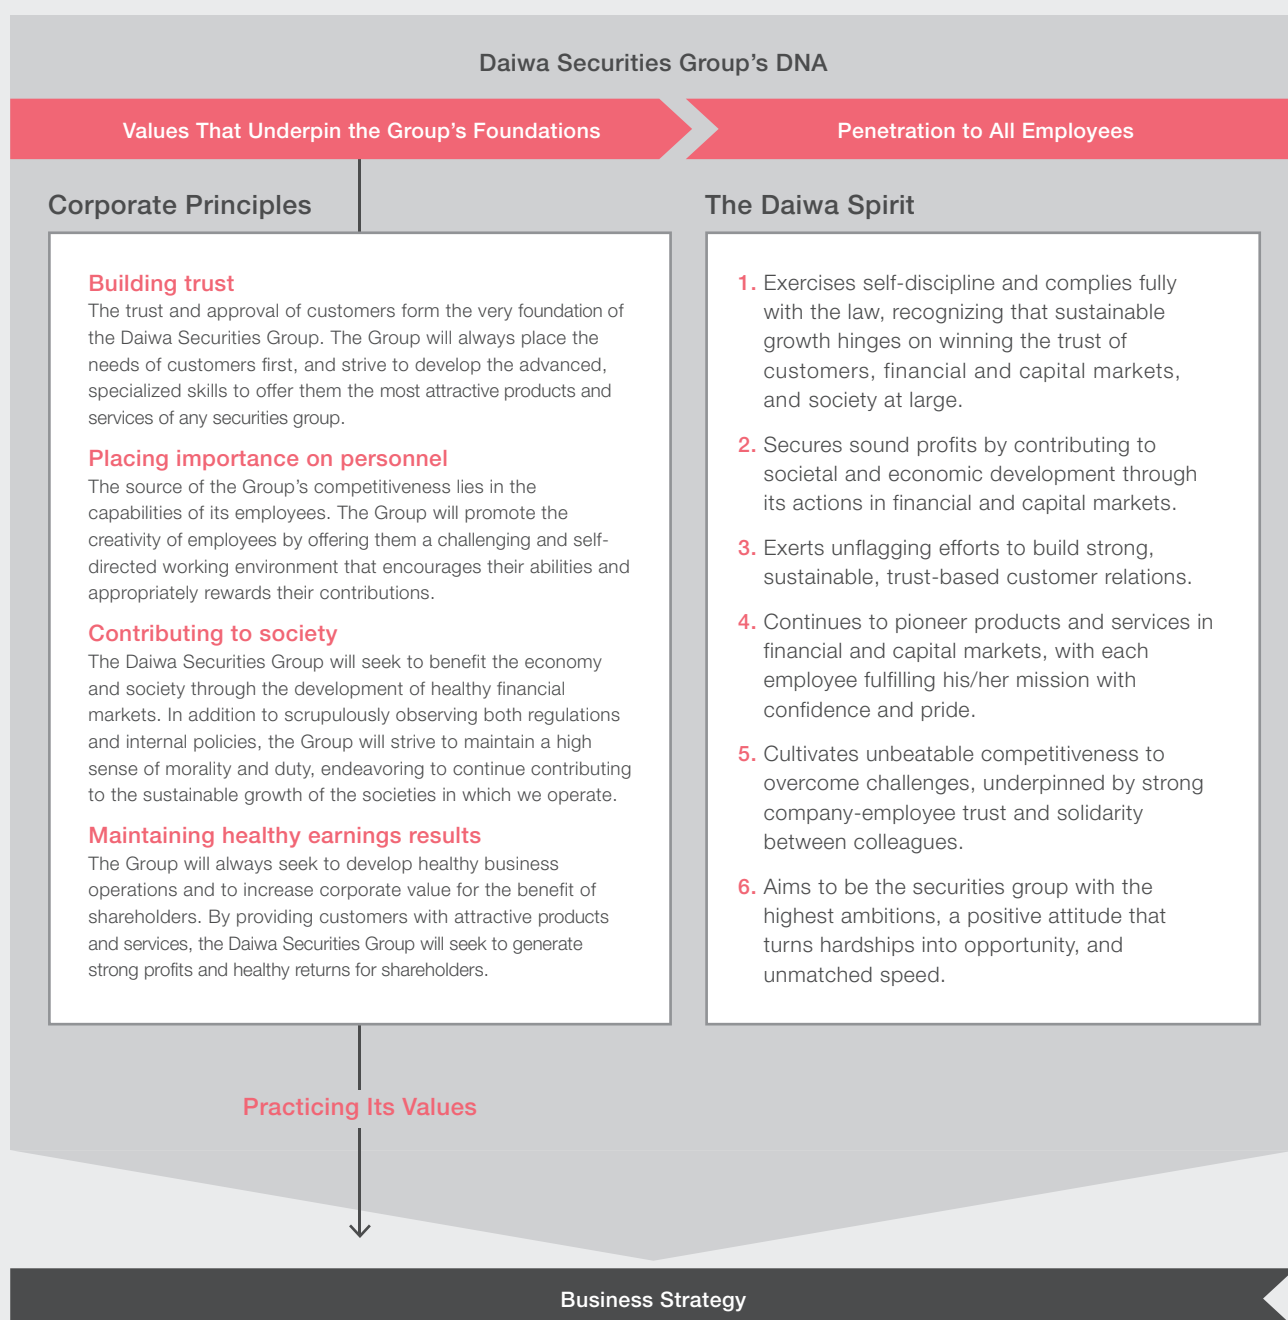 Daiwa Securities Group’s DNA
Values That Underpin the Group’s Foundations
Penetration to All Employees
Corporate Principles
Building trust
The trust and approval of customers form the very foundation of
the Daiwa Securities Group. The Group will always place the
needs of customers first, and strive to develop the advanced,
specialized skills to offer them the most attractive products and
services of any securities group.
Placing importance on personnel
The source of the Group’s competitiveness lies in the
capabilities of its employees. The Group will promote the
creativity of employees by offering them a challenging and self-
directed working environment that encourages their abilities and
appropriately rewards their contributions.
Contributing to society
The Daiwa Securities Group will seek to benefit the economy
and society through the development of healthy financial
markets. In addition to scrupulously observing both regulations
and internal policies, the Group will strive to maintain a high
sense of morality and duty, endeavoring to continue contributing
to the sustainable growth of the societies in which we operate.
Maintaining healthy earnings results
The Group will always seek to develop healthy business
operations and to increase corporate value for the benefit of
shareholders. By providing customers with attractive products
and services, the Daiwa Securities Group will seek to generate
strong profits and healthy returns for shareholders.
The Daiwa Spirit
1. Exercises self-discipline and complies fully
with the law, recognizing that sustainable
growth hinges on winning the trust of
customers, financial and capital markets,
and society at large.
2. Secures sound profits by contributing to
societal and economic development through
its actions in financial and capital markets.
3. Exerts unflagging efforts to build strong,
sustainable, trust-based customer relations.
4. Continues to pioneer products and services in
financial and capital markets, with each
employee fulfilling his/her mission with
confidence and pride.
5. Cultivates unbeatable competitiveness to
overcome challenges, underpinned by strong
company-employee trust and solidarity
between colleagues.
6. Aims to be the securities group with the
highest ambitions, a positive attitude that
turns hardships into opportunity, and
unmatched speed.
Practicing Its Values
Business Strategy